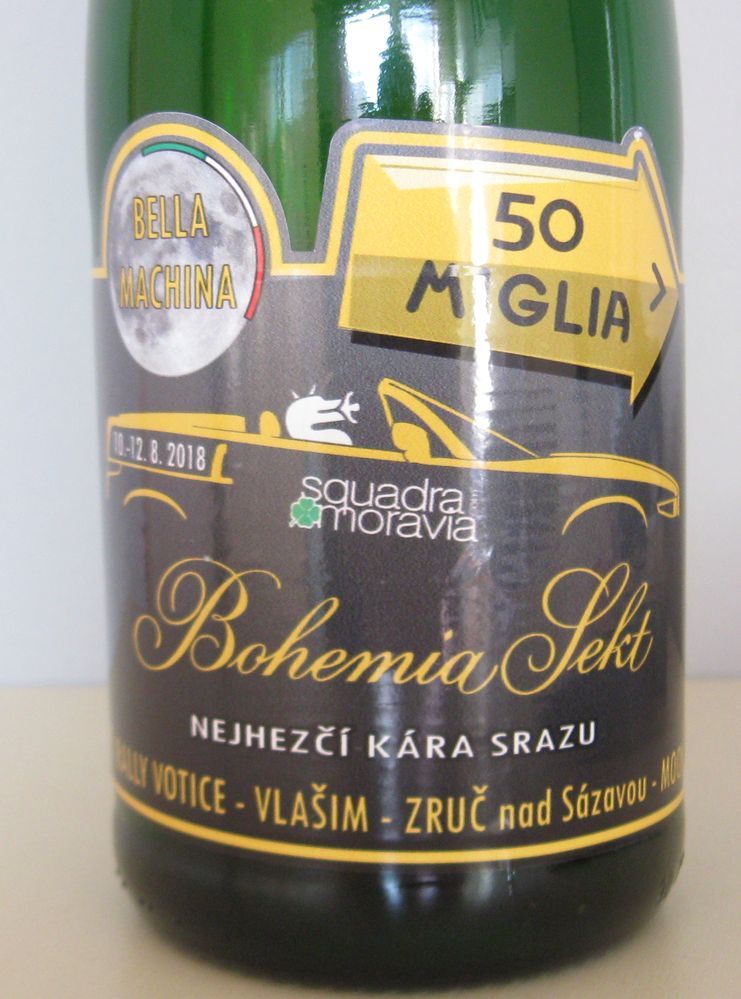 BELLA
MACHINA
50
MIGLIA
10.-12. 8. 2018
squadra
moravia
Bohemia Sekt
NEJHEZČÍ KÁRA SRAZU
RALLY VOTICE - VLAŠIM - ZRUČ nad Sázavou -